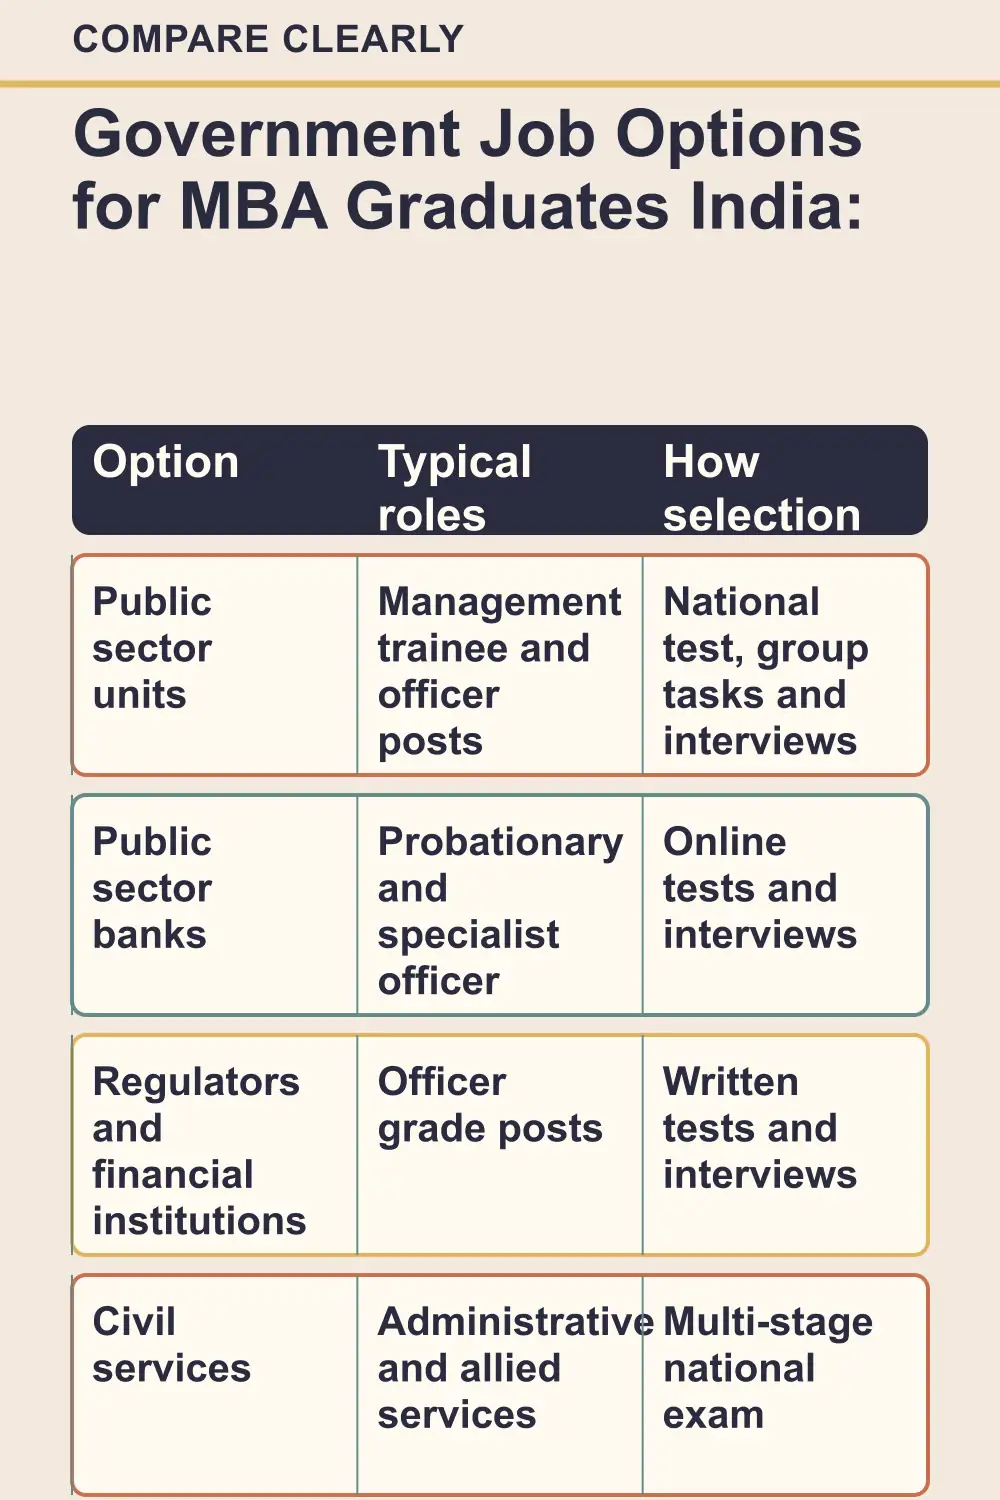 COMPARE CLEARLY
Government Job Options
for MBA Graduates India:
Option
Typical
roles
How
selection
Public
sector
units
Management
trainee and
officer
posts
National
test, group
tasks and
interviews
Public
sector
banks
Probationary
and
specialist
officer
Online
tests and
interviews
Regulators
and
financial
institutions
Officer
grade posts
Written
tests and
interviews
Civil
services
Administrative
and allied
services
Multi-stage
national
exam